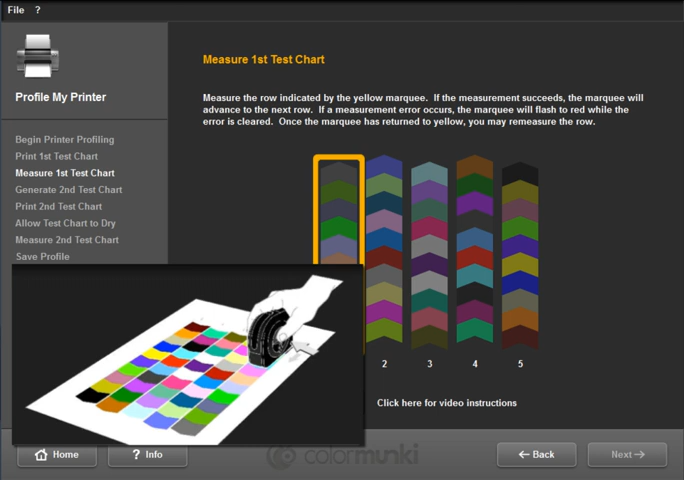 File ?
Profile My Printer
Begin Printer Profiling
Print 1st Test Chart
Measure 1st Test Chart
Generate 2nd Test Chart
Print 2nd Test Chart
Allow Test Chart to Dry
Measure 2nd Test Chart
Save Profile
Measure 1st Test Chart
Measure the row indicated by the yellow marquee. If the measurement succeeds, the marquee will
advance to the next row. If a measurement error occurs, the marquee will flash to red while the
error is cleared. Once the marquee has returned to yellow, you may remeasure the row.
2 3 4 5
Click here for video instructions
Home ? Info colormunki Back Next